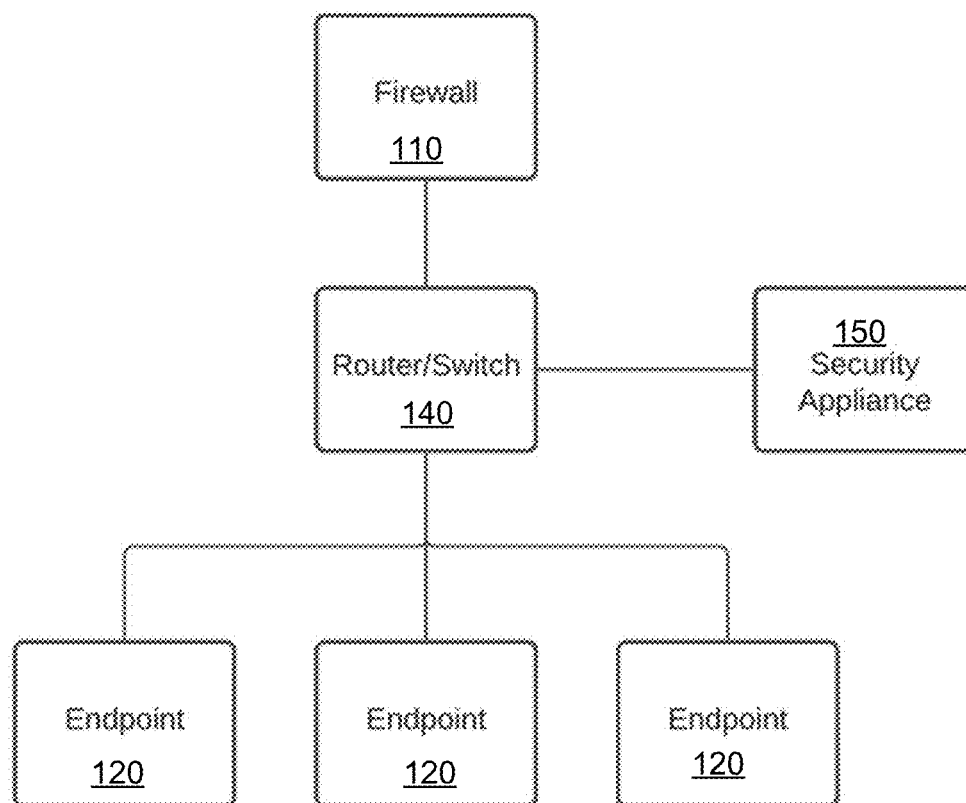 Firewall
110
Router/Switch
140
150
Security
Appliance
Endpoint
120
Endpoint
120
Endpoint
120